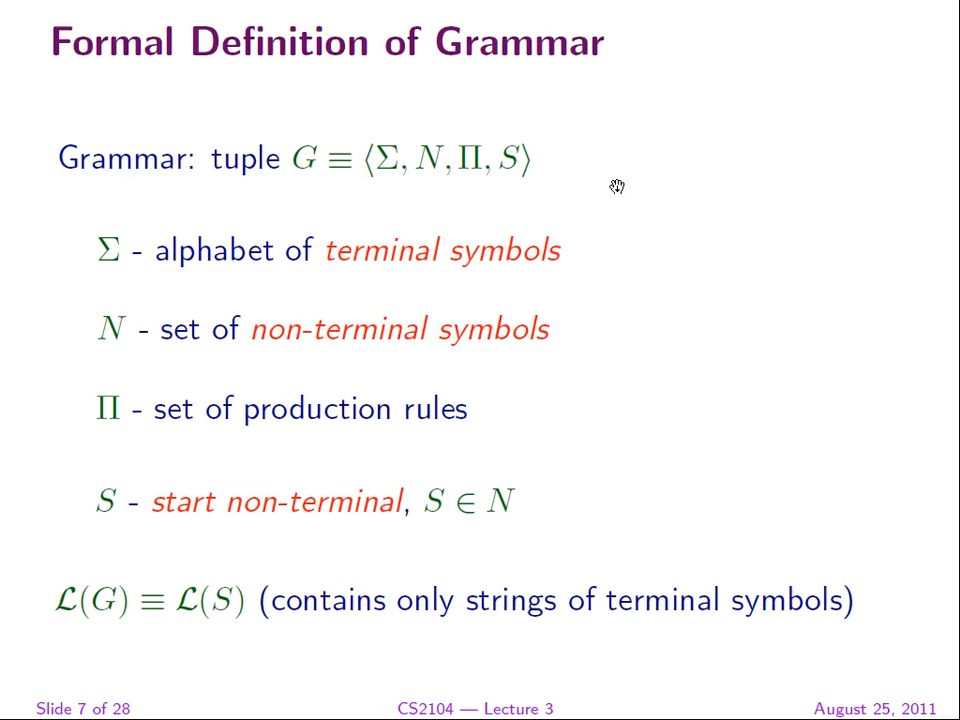 Formal Definition of Grammar
Grammar: tuple G ≡ ⟨Σ, N, Π, S⟩
Σ - alphabet of terminal symbols
N - set of non-terminal symbols
Π - set of production rules
S - start non-terminal, S ∈ N
ℒ(G) ≡ ℒ(S) (contains only strings of terminal symbols)
Slide 7 of 28 CS2104 — Lecture 3 August 25, 2011